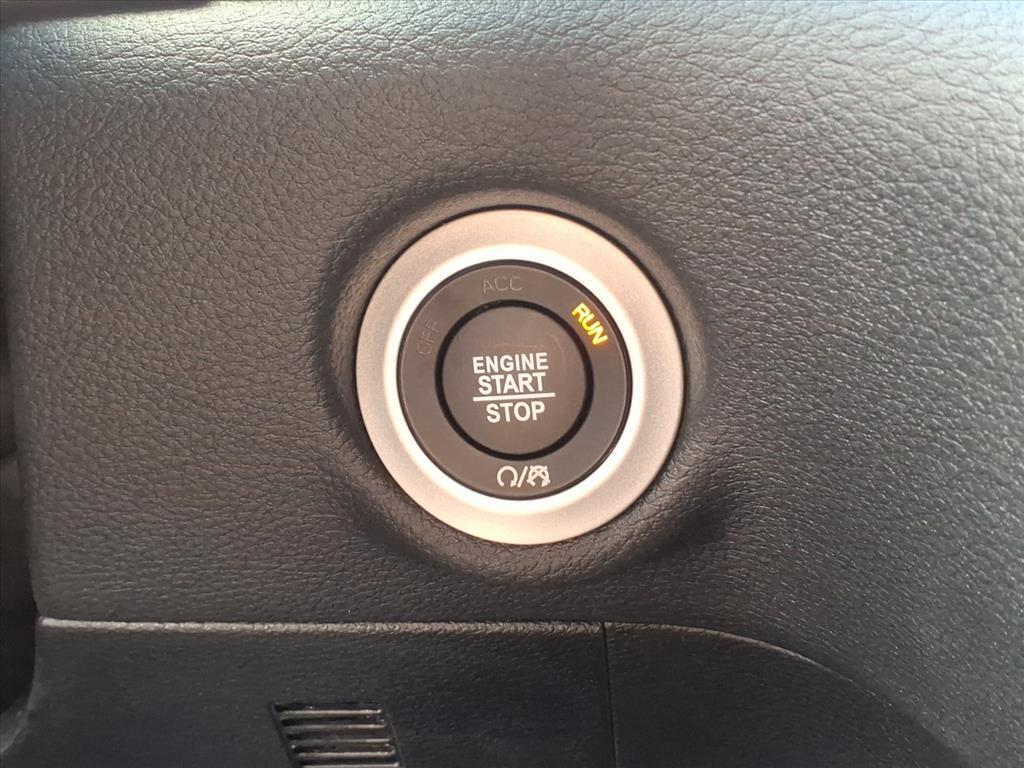 ACC
OFF
RUN
ENGINE
START
STOP